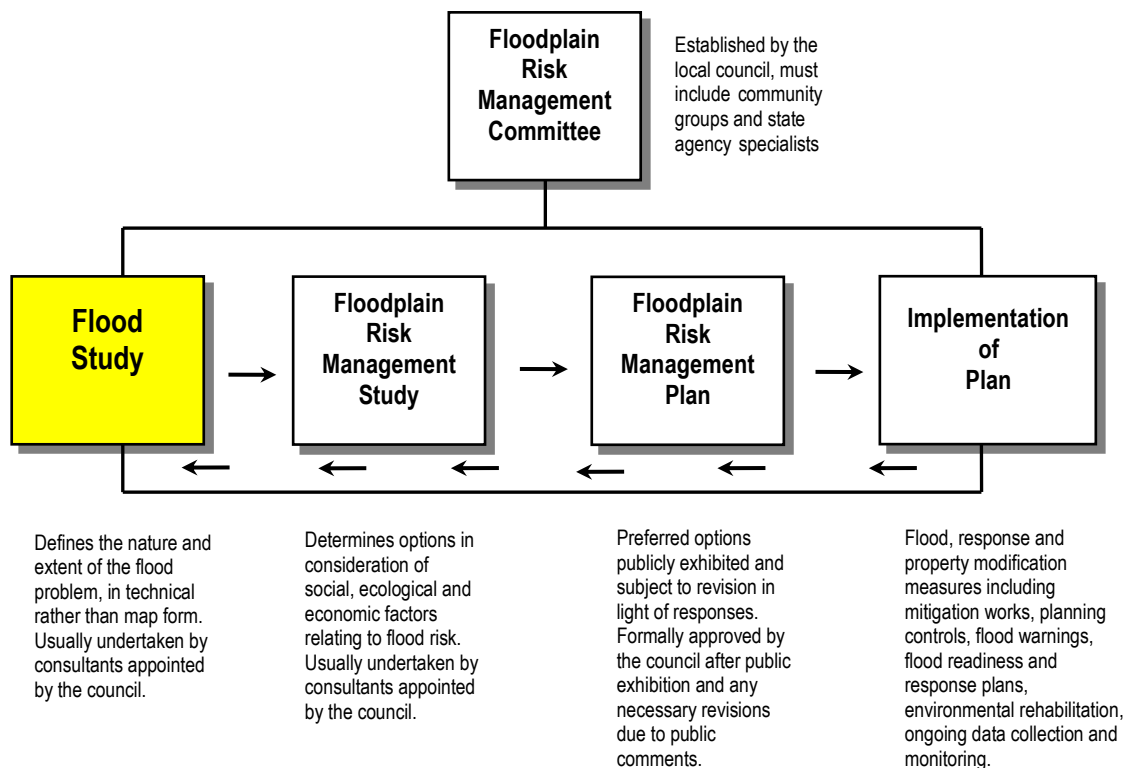 Floodplain
Risk
Management
Committee
Established by the
local council, must
include community
groups and state
agency specialists
Flood
Study
Floodplain
Risk
Management
Study
Floodplain
Risk
Management
Plan
Implementation
of
Plan
Defines the nature and
extent of the flood
problem, in technical
rather than map form.
Usually undertaken by
consultants appointed
by the council.
Determines options in
consideration of
social, ecological and
economic factors
relating to flood risk.
Usually undertaken by
consultants appointed
by the council.
Preferred options
publicly exhibited and
subject to revision in
light of responses.
Formally approved by
the council after public
exhibition and any
necessary revisions
due to public
comments.
Flood, response and
property modification
measures including
mitigation works, planning
controls, flood warnings,
flood readiness and
response plans,
environmental rehabilitation,
ongoing data collection and
monitoring.